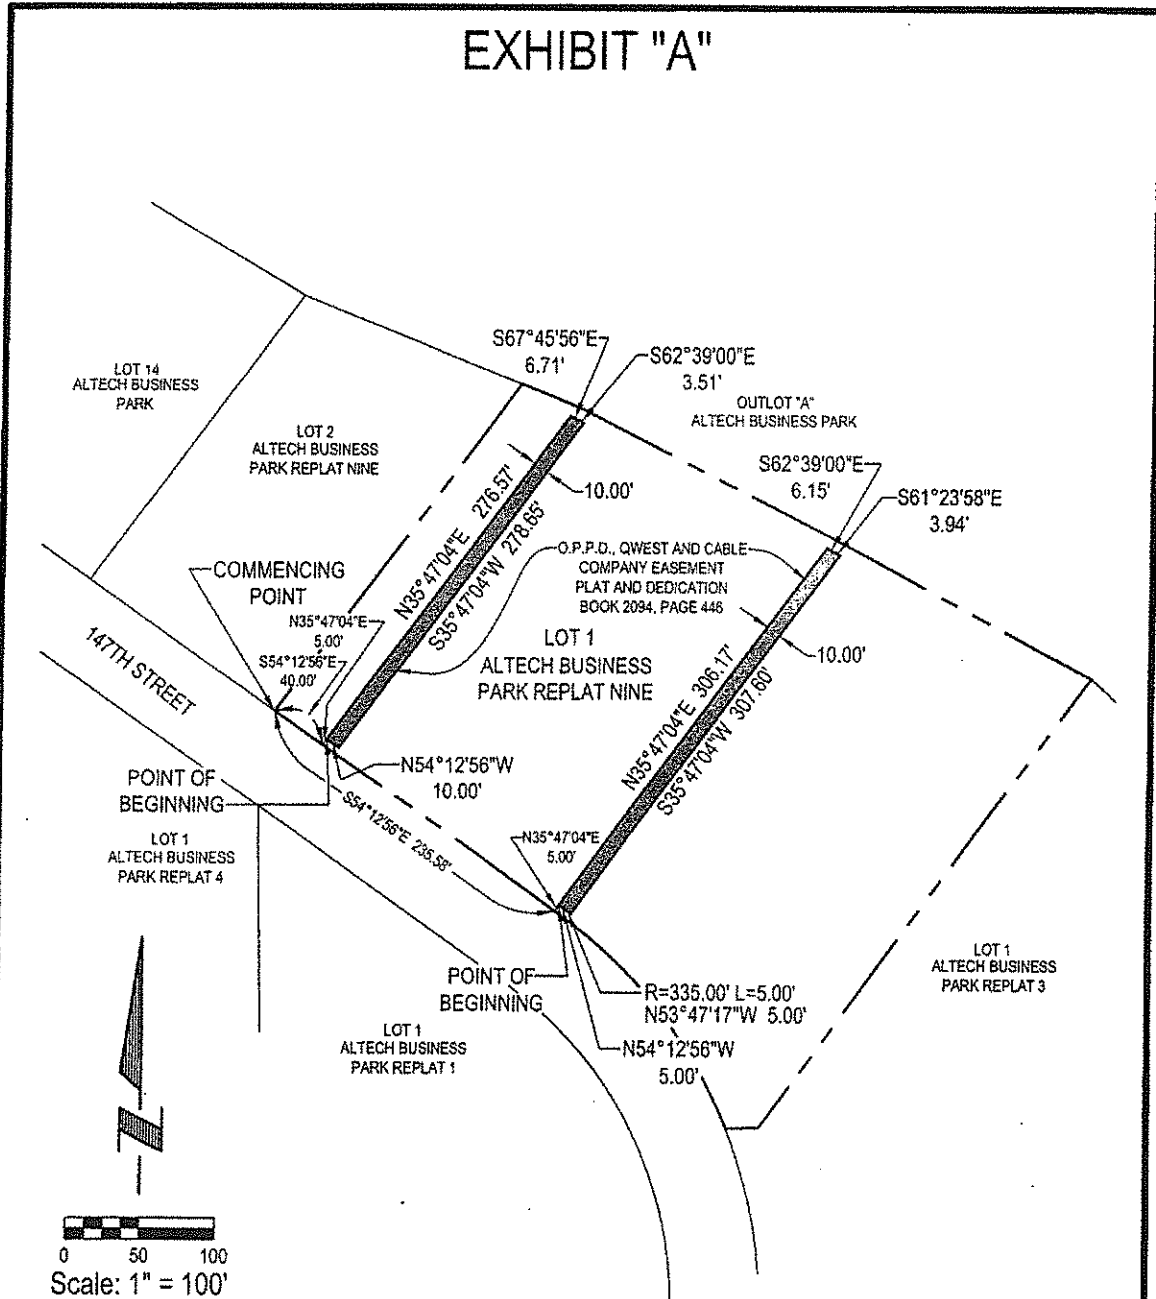 EXHIBIT "A"
S67°45'56"E
6.71'
S62°39'00"E
3.51'
LOT 14
ALTECH BUSINESS
PARK
OUTLOT "A"
ALTECH BUSINESS PARK
LOT 2
ALTECH BUSINESS
PARK REPLAT NINE
S62°39'00"E
6.15'
S61°23'58"E
3.94'
10.00'
N35°47'04"E 276.57'
S35°47'04"W 278.65'
O.P.P.D., QWEST AND CABLE
COMPANY EASEMENT
PLAT AND DEDICATION
BOOK 2094, PAGE 446
COMMENCING
POINT
N35°47'04"E
5.00'
S54°12'56"E
40.00'
LOT 1
ALTECH BUSINESS
PARK REPLAT NINE
10.00'
147TH STREET
N35°47'04"E 306.17'
S35°47'04"W 307.60'
N54°12'56"W
10.00'
POINT OF
BEGINNING
S54°12'56"E 235.58'
LOT 1
ALTECH BUSINESS
PARK REPLAT 4
N35°47'04"E
5.00'
LOT 1
ALTECH BUSINESS
PARK REPLAT 3
POINT OF
BEGINNING
R=335.00' L=5.00'
N53°47'17"W 5.00'
LOT 1
ALTECH BUSINESS
PARK REPLAT 1
N54°12'56"W
5.00'
0 50 100
Scale: 1" = 100'